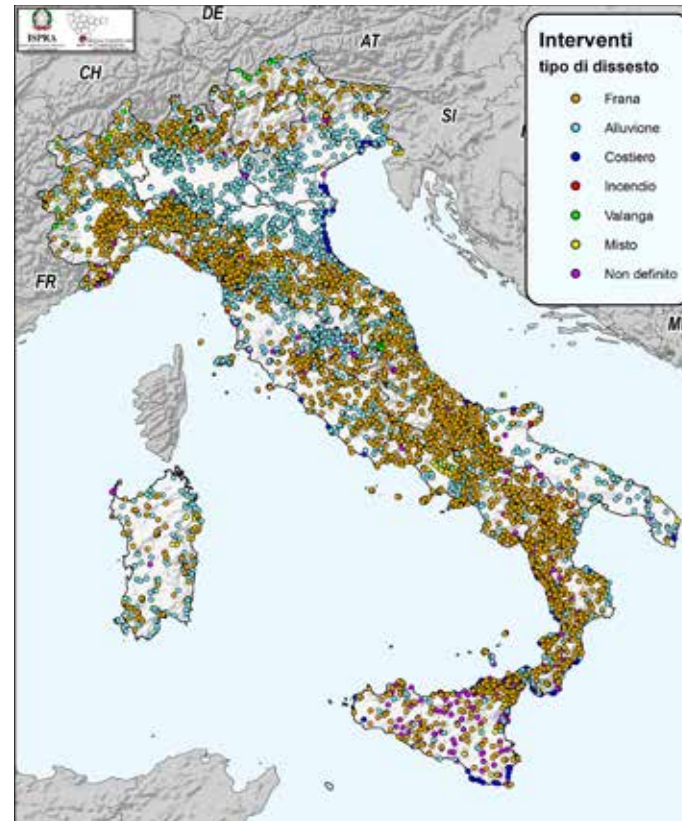 ISPRA
DE
AT
CH
SI
FR
Interventi
tipo di dissesto
Frana
Alluvione
Costiero
Incendio
Valanga
Misto
Non definito